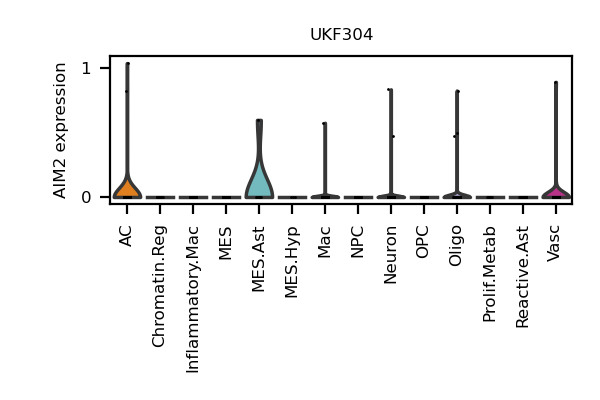 UKF304
AIM2 expression
1
0
AC
Chromatin.Reg
Inflammatory.Mac
MES
MES.Ast
MES.Hyp
Mac
NPC
Neuron
OPC
Oligo
Prolif.Metab
Reactive.Ast
Vasc